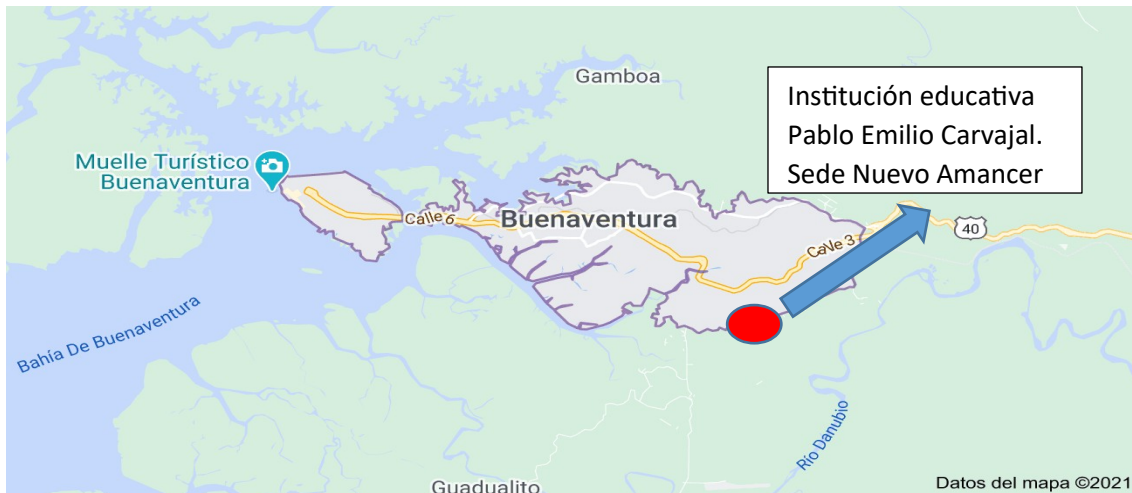 Gamboa
Institución educativa
Pablo Emilio Carvajal.
Sede Nuevo Amancer
Muelle Turístico
Buenaventura
Calle 6
Buenaventura
Calle 3
40
Bahía De Buenaventura
Rio Danubio
Guadualito
Datos del mapa ©2021